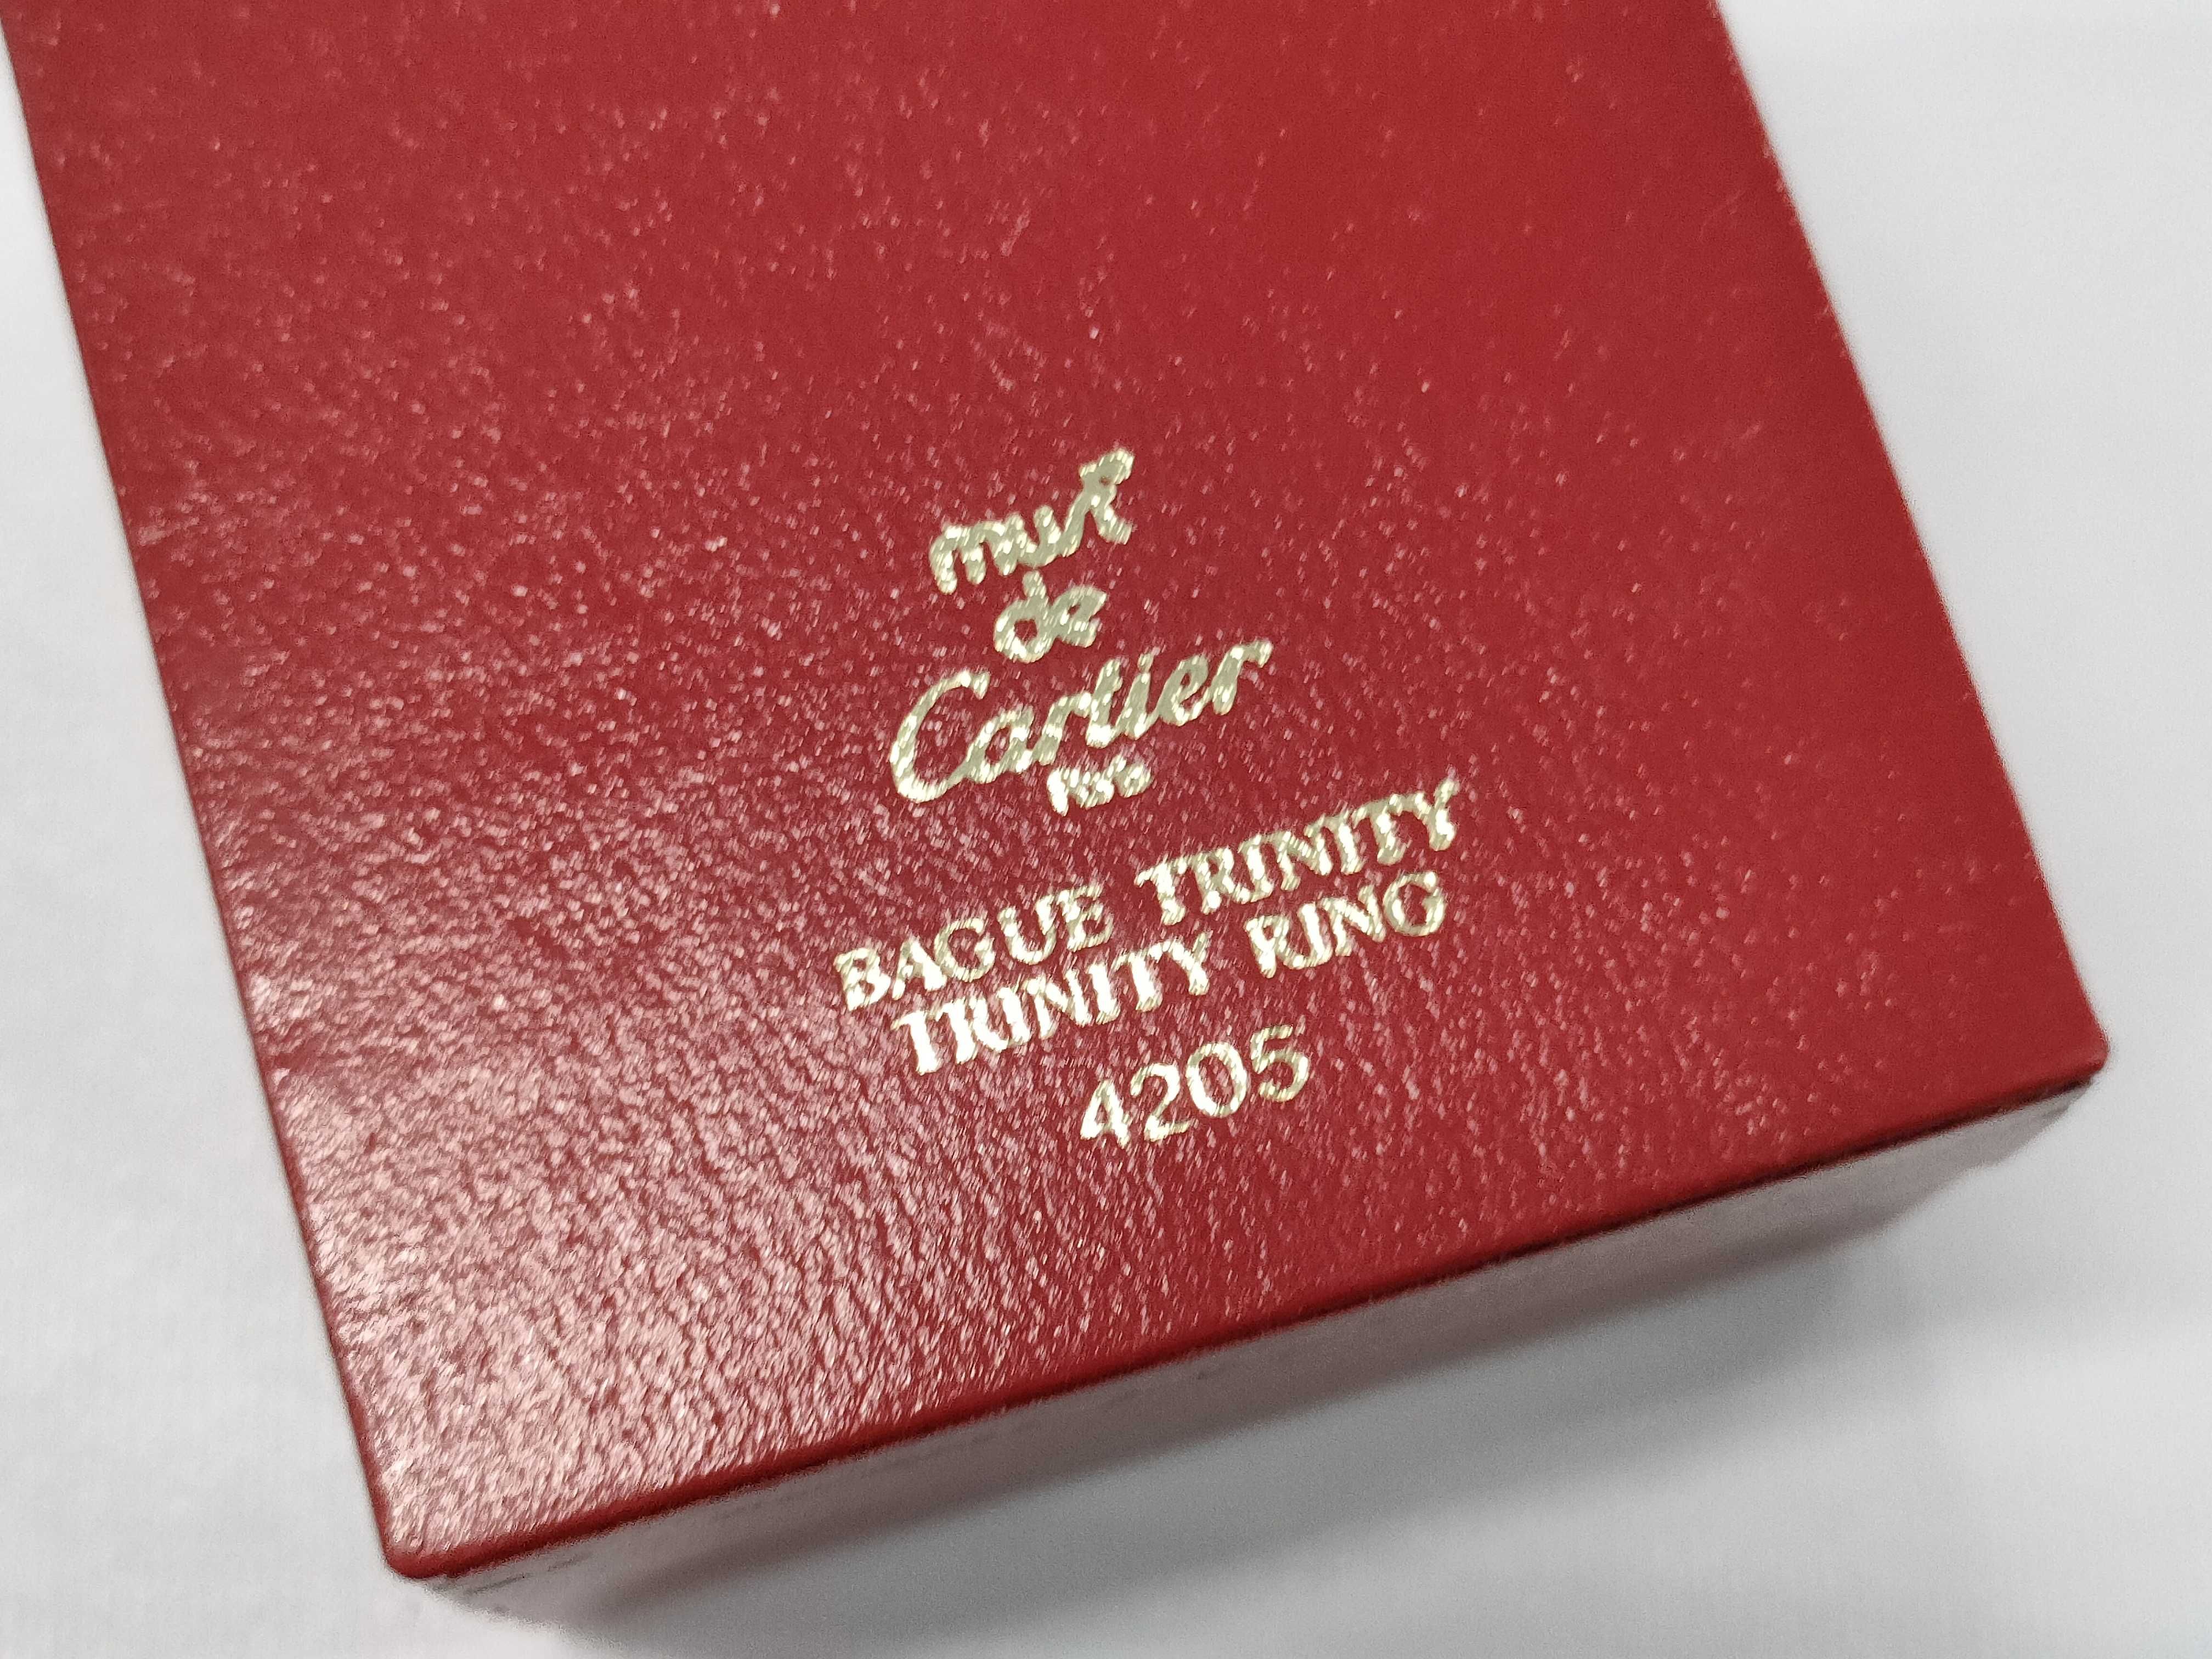 must
de
Cartier
Paris
BAGUE TRINITY
TRINITY RING
4205